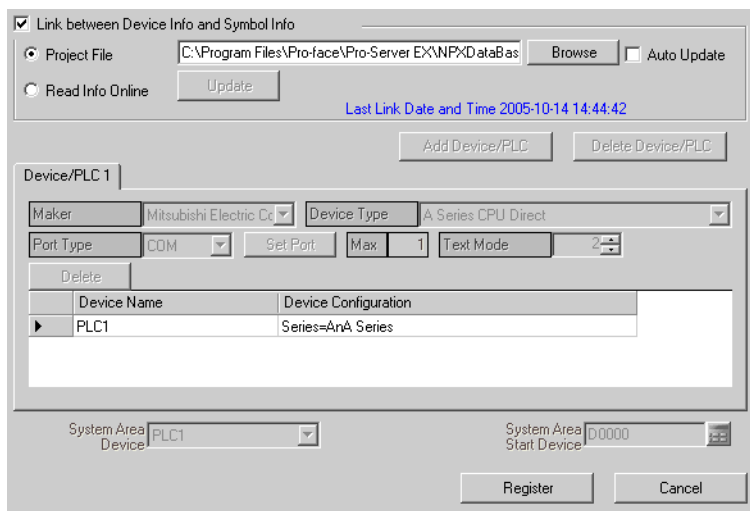 Link between Device Info and Symbol Info
Project File C:\Program Files\Pro-face\Pro-Server EX\NPXDataBas Browse Auto Update
Read Info Online Update
Last Link Date and Time 2005-10-14 14:44:42
Add Device/PLC Delete Device/PLC
Device/PLC 1
Maker Mitsubishi Electric Co Device Type A Series CPU Direct
Port Type COM Set Port Max 1 Text Mode 2
Delete
Device Name Device Configuration
PLC1 Series=AnA Series
System Area Device PLC1 System Area Start Device D0000
Register Cancel